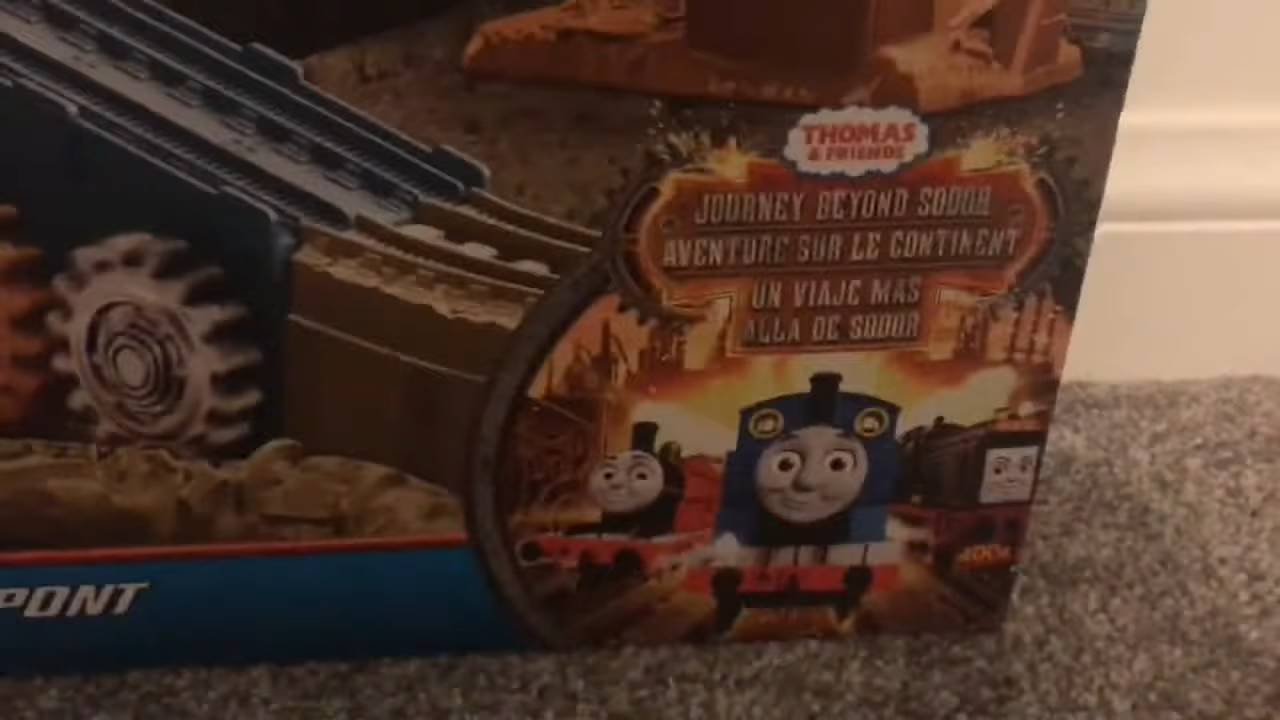 THOMAS
& FRIENDS
JOURNEY BEYOND SODOR
AVENTURE SUR LE CONTINENT
UN VIAJE MÁS
ALLÁ DE SODOR
PONT